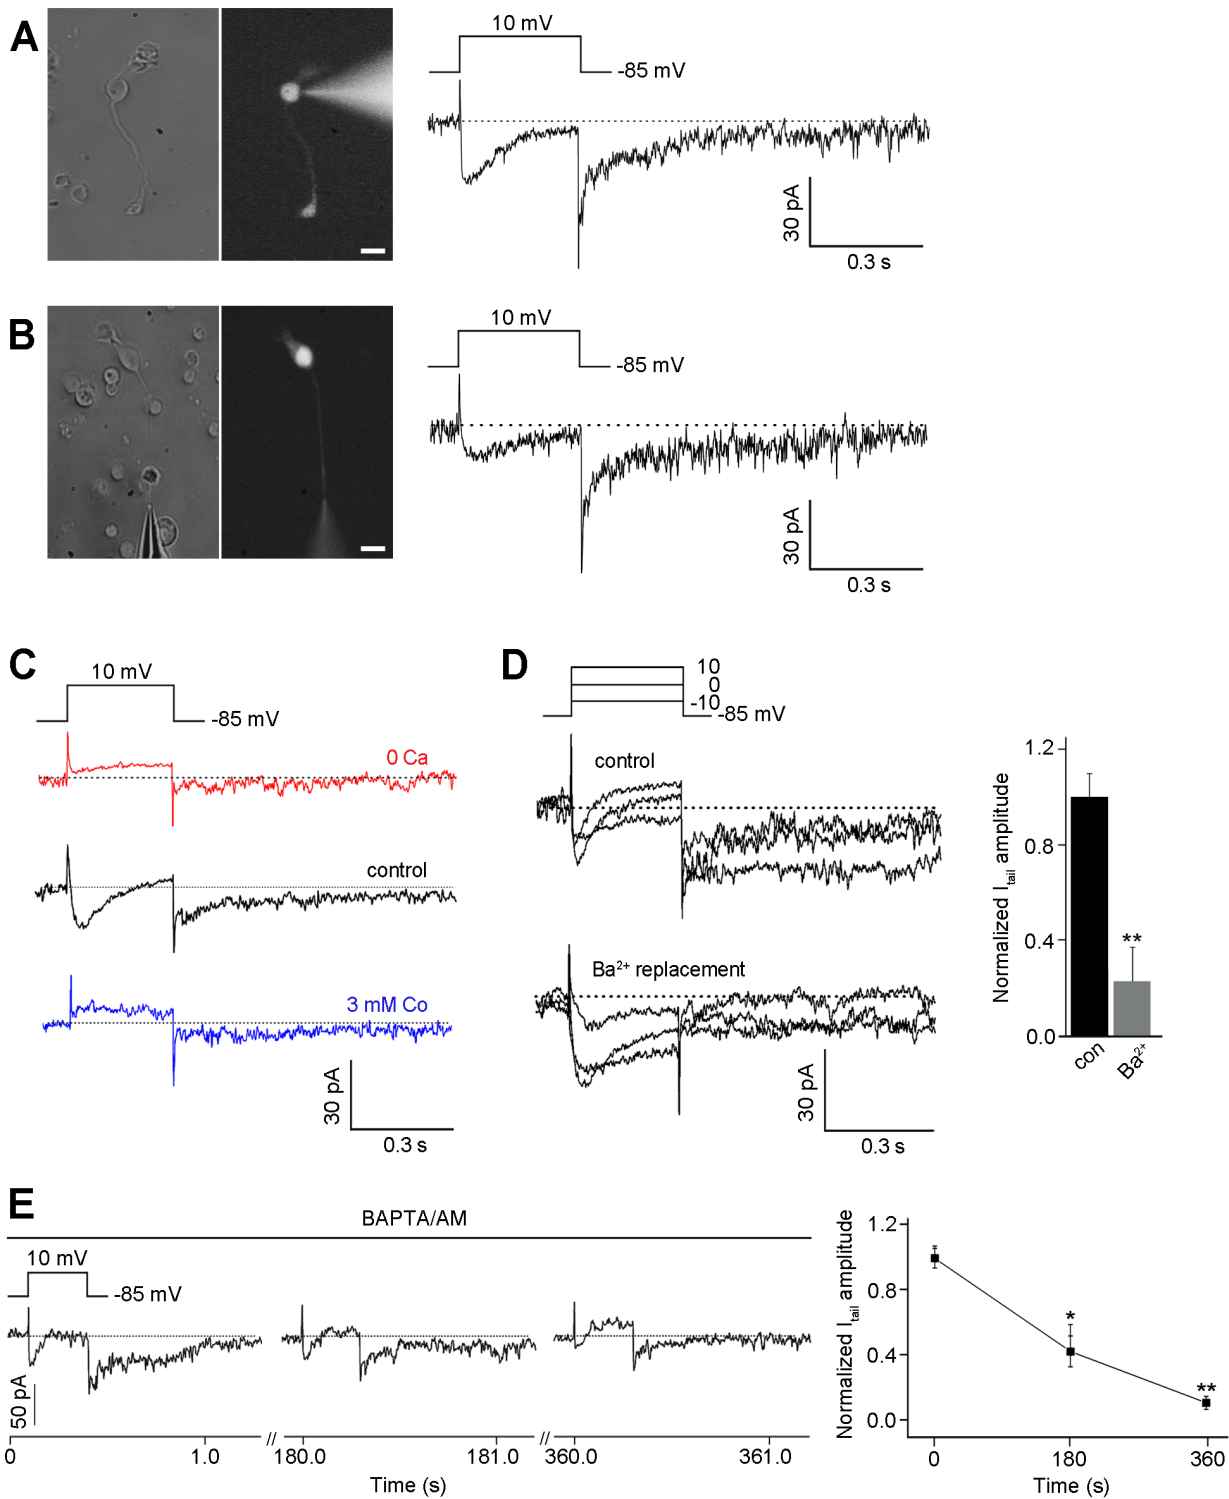 A
10 mV
-85 mV
30 pA
0.3 s
B
10 mV
-85 mV
30 pA
0.3 s
C
10 mV
-85 mV
0 Ca
control
3 mM Co
30 pA
0.3 s
D
10
0
-10
-85 mV
control
Ba²⁺ replacement
30 pA
0.3 s
Normalized Itail amplitude
1.2
0.8
0.4
0.0
**
con
Ba²⁺
E
BAPTA/AM
10 mV
-85 mV
50 pA
0 1.0 // 180.0 181.0 // 360.0 361.0
Time (s)
Normalized Itail amplitude
1.2
0.8
0.4
0.0
*
**
0 180 360
Time (s)